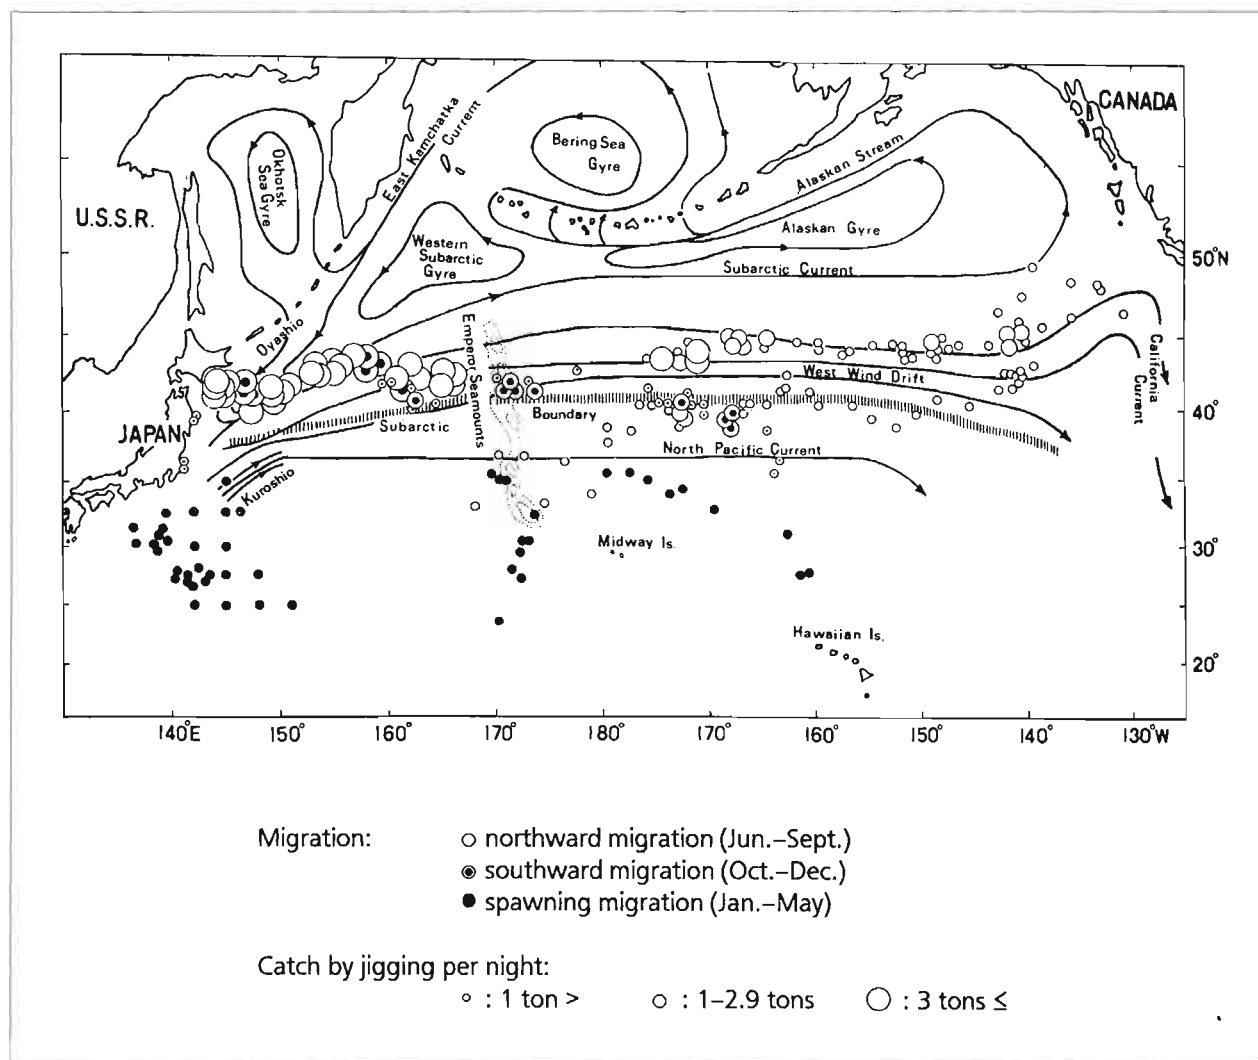 CANADA
East Kamchatka
Current
Bering Sea
Gyre
Alaskan Stream
Okhotsk
Sea Gyre
U.S.S.R.
Western
Subarctic
Gyre
Alaskan Gyre
Subarctic Current
50°N
Oyashio
Emperor Seamounts
California
Current
West Wind Drift
JAPAN
Subarctic
Boundary
40°
North Pacific Current
Kuroshio
Midway Is.
30°
Hawaiian Is.
20°
140°E
150°
160°
170°
180°
170°
160°
150°
140°
130°W
Migration:
northward migration (Jun.–Sept.)
southward migration (Oct.–Dec.)
spawning migration (Jan.–May)
Catch by jigging per night:
: 1 ton >
: 1–2.9 tons
: 3 tons ≤